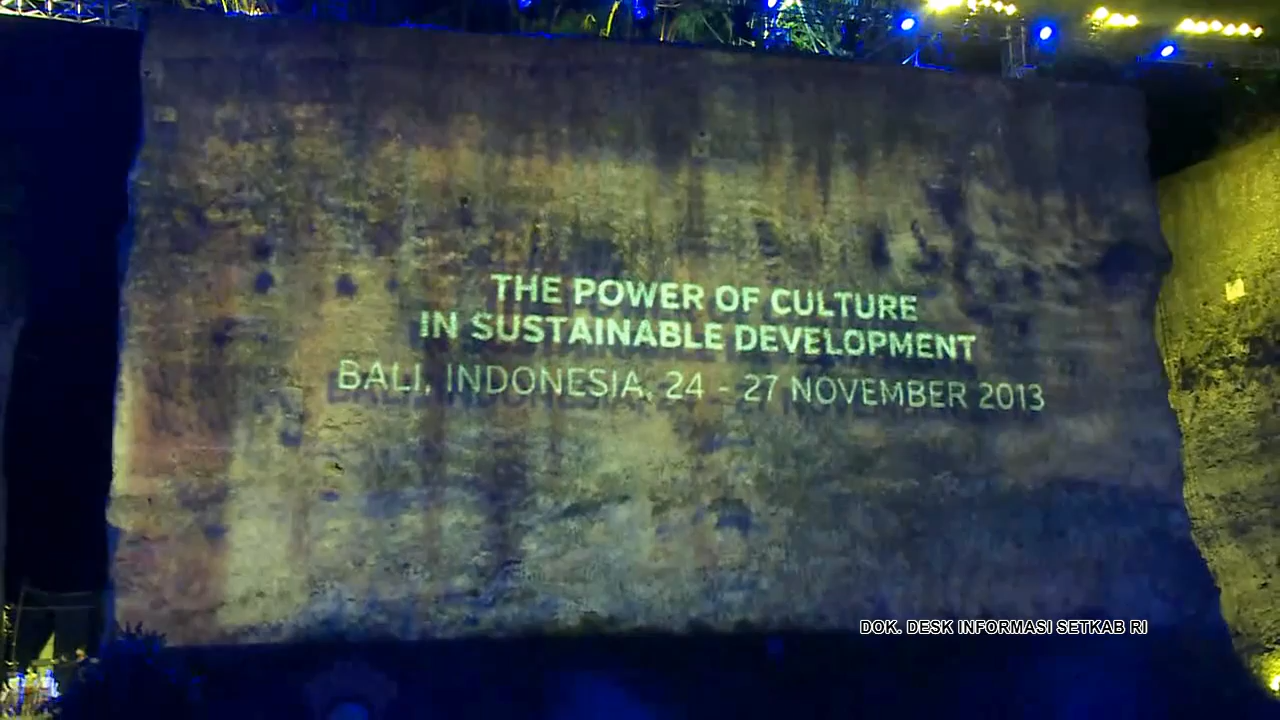 THE POWER OF CULTURE
IN SUSTAINABLE DEVELOPMENT
BALI, INDONESIA, 24 - 27 NOVEMBER 2013
DOK. DESK INFORMASI SETKAB RI